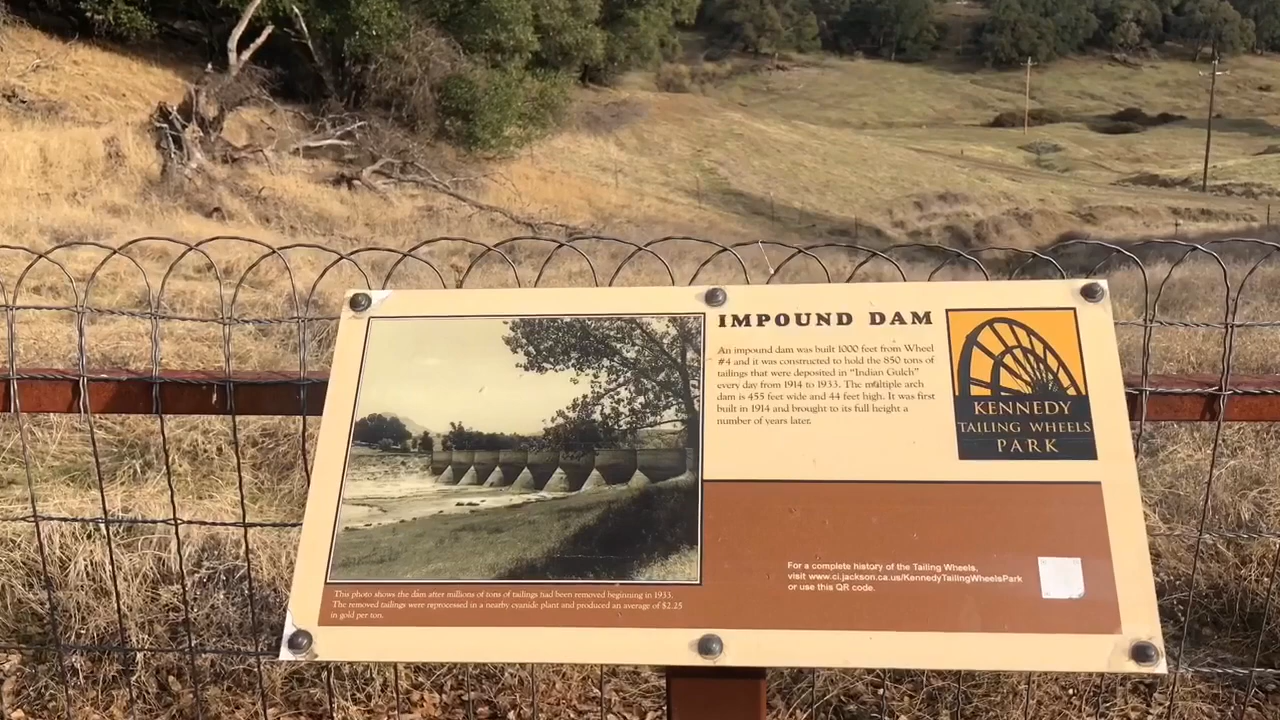 IMPOUND DAM
An impound dam was built 1000 feet from Wheel
#4 and it was constructed to hold the 850 tons of
tailings that were deposited in "Indian Gulch"
every day from 1914 to 1933. The multiple arch
dam is 455 feet wide and 44 feet high. It was first
built in 1914 and brought to its full height a
number of years later.
KENNEDY
TAILING WHEELS
PARK
This photo shows the dam after millions of tons of tailings had been removed beginning in 1933.
The removed tailings were reprocessed in a nearby cyanide plant and produced an average of $2.25
in gold per ton.
For a complete history of the Tailing Wheels,
visit www.ci.jackson.ca.us/KennedyTailingWheelsPark
or use this QR code.